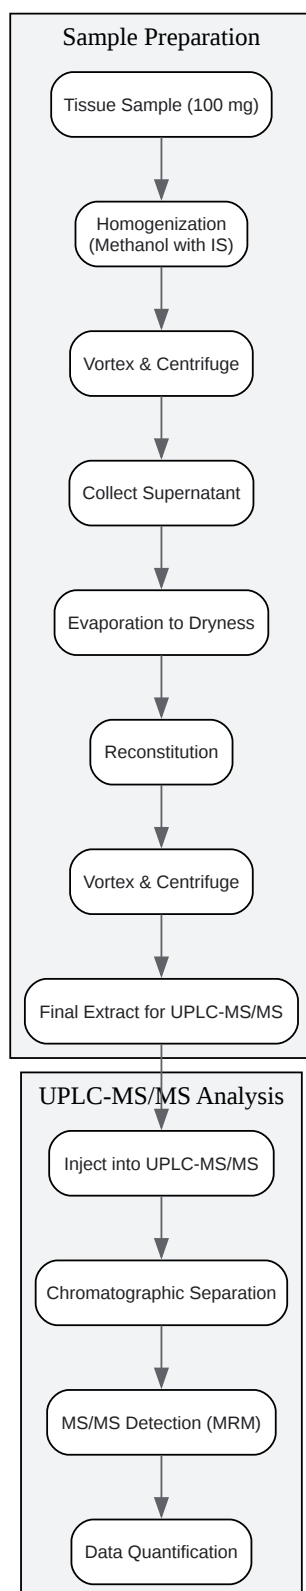 Sample Preparation
Tissue Sample (100 mg)
Homogenization
(Methanol with IS)
Vortex & Centrifuge
Collect Supernatant
Evaporation to Dryness
Reconstitution
Vortex & Centrifuge
Final Extract for UPLC-MS/MS
UPLC-MS/MS Analysis
Inject into UPLC-MS/MS
Chromatographic Separation
MS/MS Detection (MRM)
Data Quantification